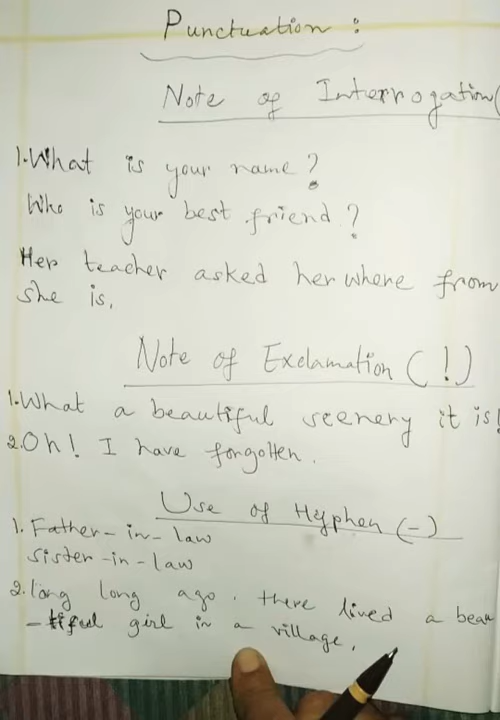 Punctuation :
Note of Interrogation(
1. What is your name?
Who is your best friend?
Her teacher asked her where from
she is.
Note of Exclamation (!)
1. What a beautiful scenery it is!
2. Oh! I have forgotten.
Use of Hyphen (-)
1. Father-in-law
sister-in-law
2. long long ago. there lived a beau
-tiful girl in a village.